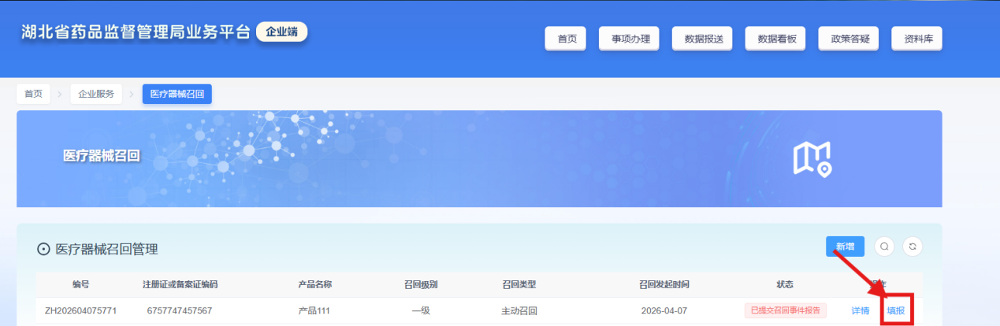 湖北省药品监督管理局业务平台 企业端
首页 事项办理 数据报送 数据看板 政策答疑 资料库
首页 > 企业服务 > 医疗器械召回
医疗器械召回
医疗器械召回管理 新增
编号 注册证或备案证编码 产品名称 召回级别 召回类型 召回发起时间 状态
ZH202604075771 6757747457567 产品111 一级 主动召回 2026-04-07 已提交召回事件报告 详情 填报